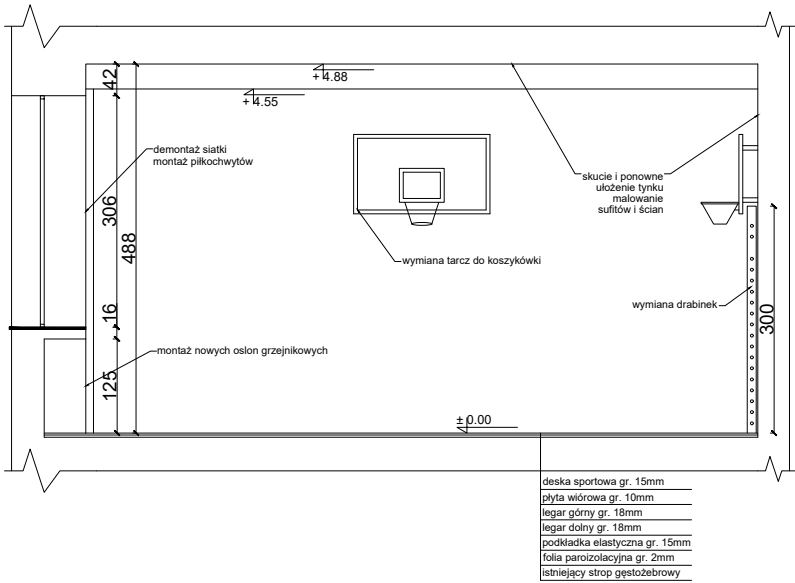 42
+ 4.88
+ 4.55
demontaż siatki
montaż piłkochwytów
skucie i ponowne
ułożenie tynku
malowanie
sufitów i ścian
306
488
wymiana tarcz do koszykówki
16
wymiana drabinek
300
montaż nowych oslon grzejnikowych
125
± 0.00
deska sportowa gr. 15mm
płyta wiórowa gr. 10mm
legar górny gr. 18mm
legar dolny gr. 18mm
podkładka elastyczna gr. 15mm
folia paroizolacyjna gr. 2mm
istniejący strop gęstożebrowy